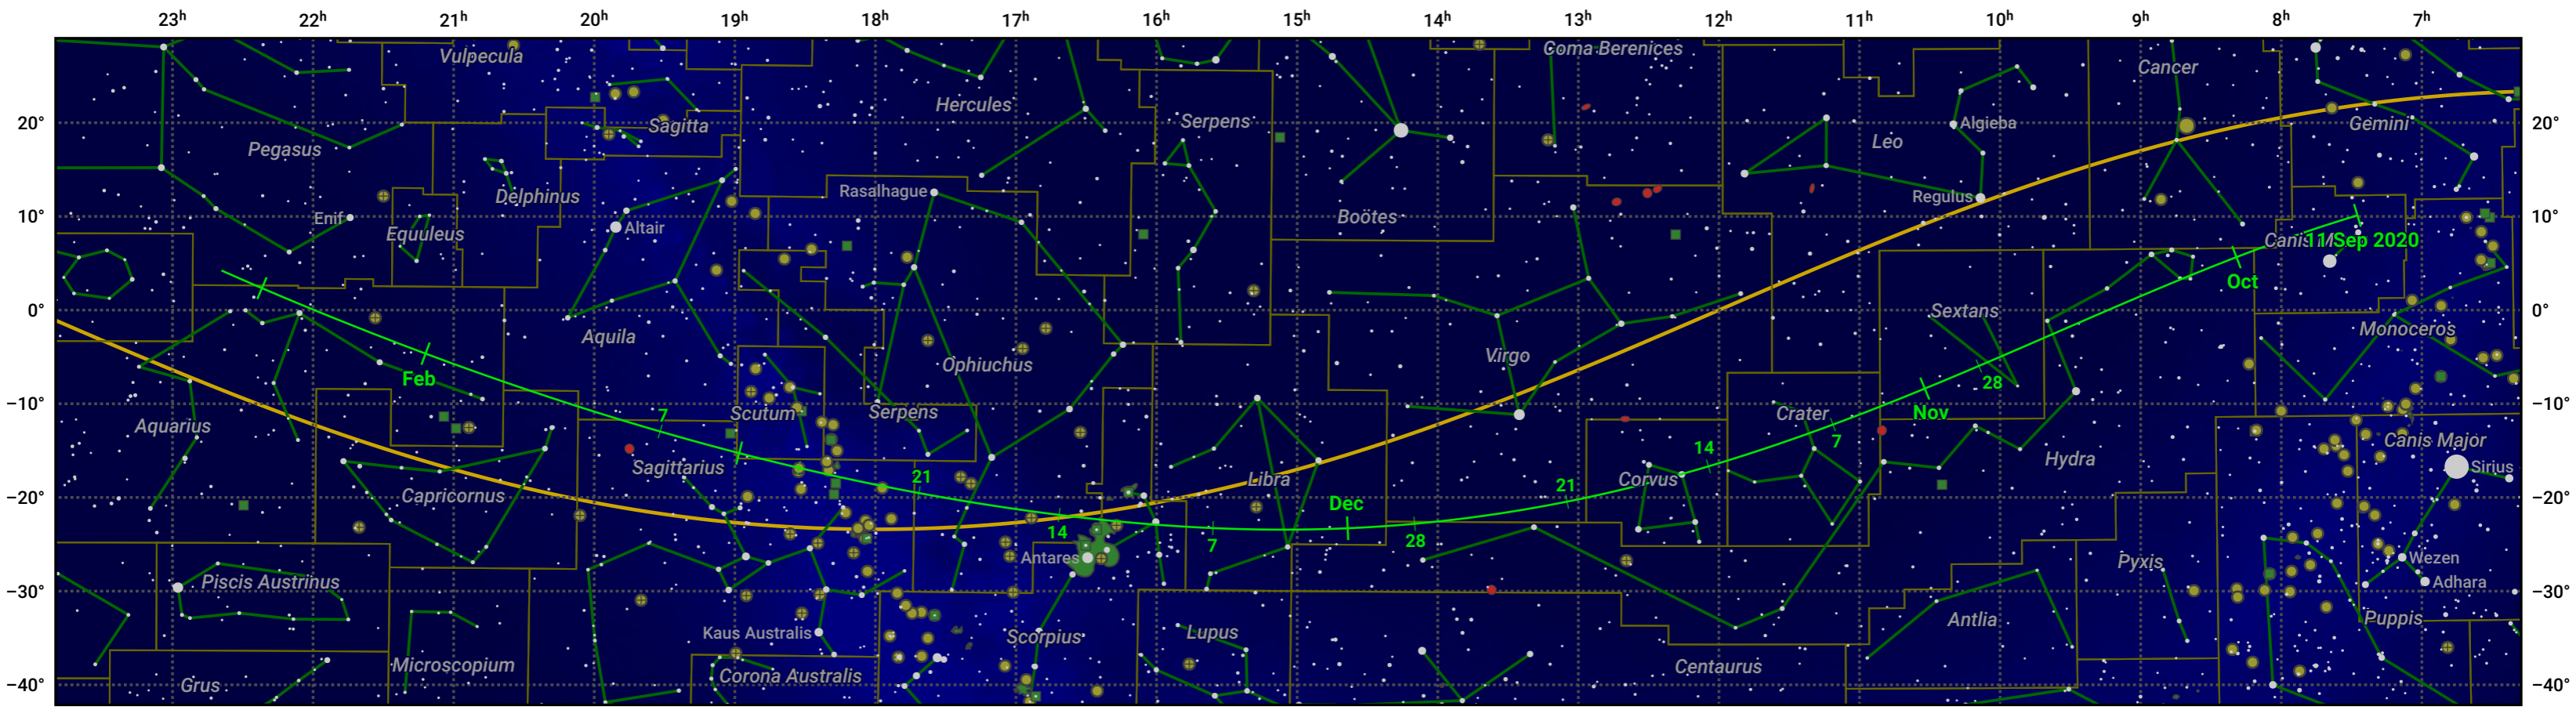 23h 22h 21h 20h 19h 18h 17h 16h 15h 14h 13h 12h 11h 10h 9h 8h 7h
Vulpecula Coma Berenices
Cancer
Hercules
20° Sagitta Serpens Algieba Gemini 20°
Pegasus Leo
Delphinus Rasalhague Regulus
10° Enif Altair Boötes 10°
Equuleus Canis M 11 Sep 2020
Oct
0° Sextans 0°
Aquila Monoceros
Ophiuchus Virgo
Feb 28
−10° 7 Scutum Serpens Crater Nov −10°
Aquarius 7 Canis Major
14 Hydra
Sagittarius 21 Libra Corvus Sirius
−20° Capricornus 21 −20°
Dec
14 7 28
Antares Pyxis Wezen
Piscis Austrinus Adhara
−30° −30°
Antlia Puppis
Kaus Australis Scorpius Lupus
Microscopium Centaurus
Corona Australis
−40° Grus −40°